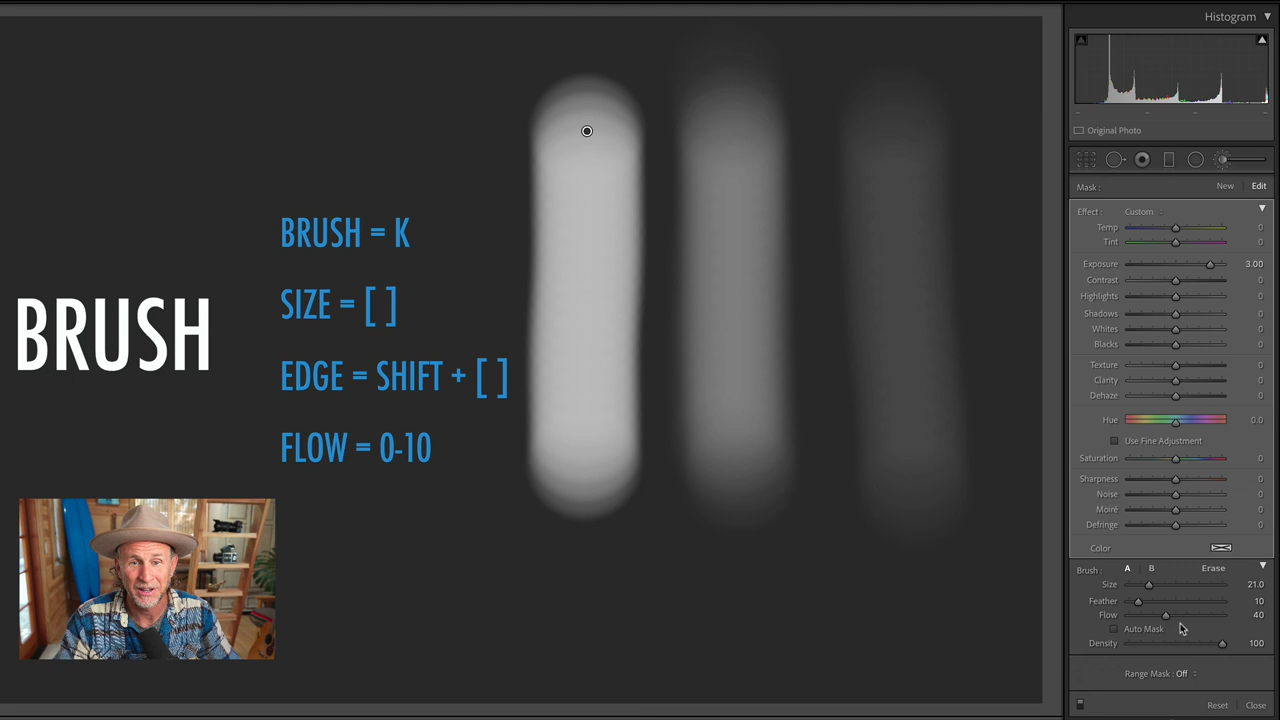 Histogram
Original Photo
Mask : New Edit
Effect : Custom
Temp 0
Tint 0
Exposure 3.00
Contrast 0
Highlights 0
Shadows 0
Whites 0
Blacks 0
Texture 0
Clarity 0
Dehaze 0
Hue 0.0
Use Fine Adjustment
Saturation 0
Sharpness 0
Noise 0
Moiré 0
Defringe 0
Color
Brush : A B Erase
Size 21.0
Feather 10
Flow 40
Auto Mask
Density 100
Range Mask : Off
Reset Close
BRUSH
BRUSH = K
SIZE = [ ]
EDGE = SHIFT + [ ]
FLOW = 0-10